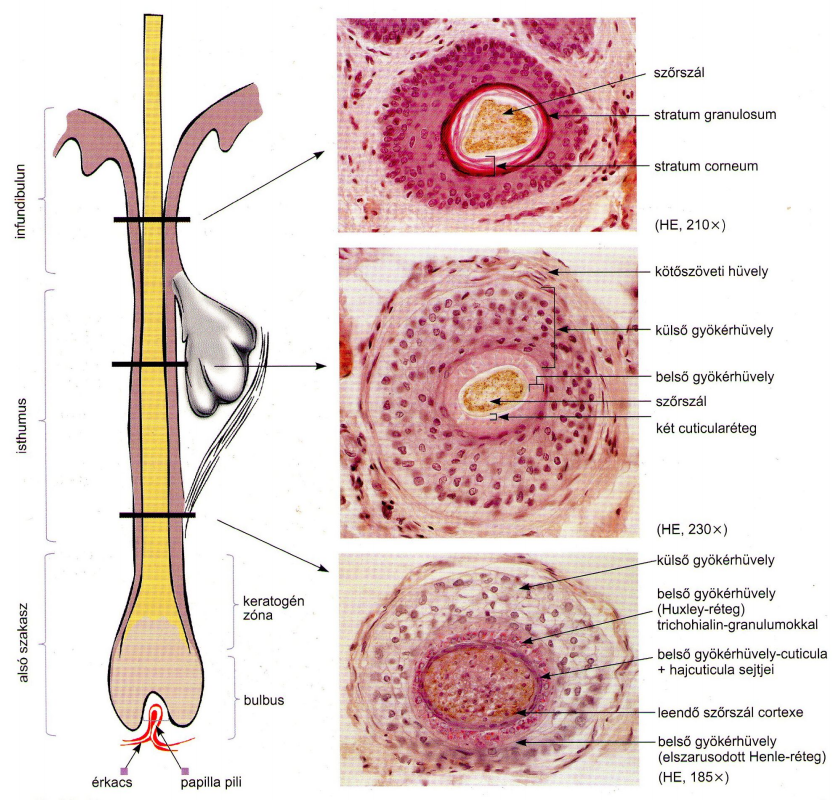 infundibulun
isthumus
alsó szakasz
keratogén
zóna
bulbus
érkacs
papilla pili
szőrszál
stratum granulosum
stratum corneum
(HE, 210×)
kötőszöveti hüvely
külső gyökérhüvely
belső gyökérhüvely
szőrszál
két cuticularéteg
(HE, 230×)
külső gyökérhüvely
belső gyökérhüvely
(Huxley-réteg)
trichohialin-granulumokkal
belső gyökérhüvely-cuticula
+ hajcuticula sejtjei
leendő szőrszál cortexe
belső gyökérhüvely
(elszarusodott Henle-réteg)
(HE, 185×)